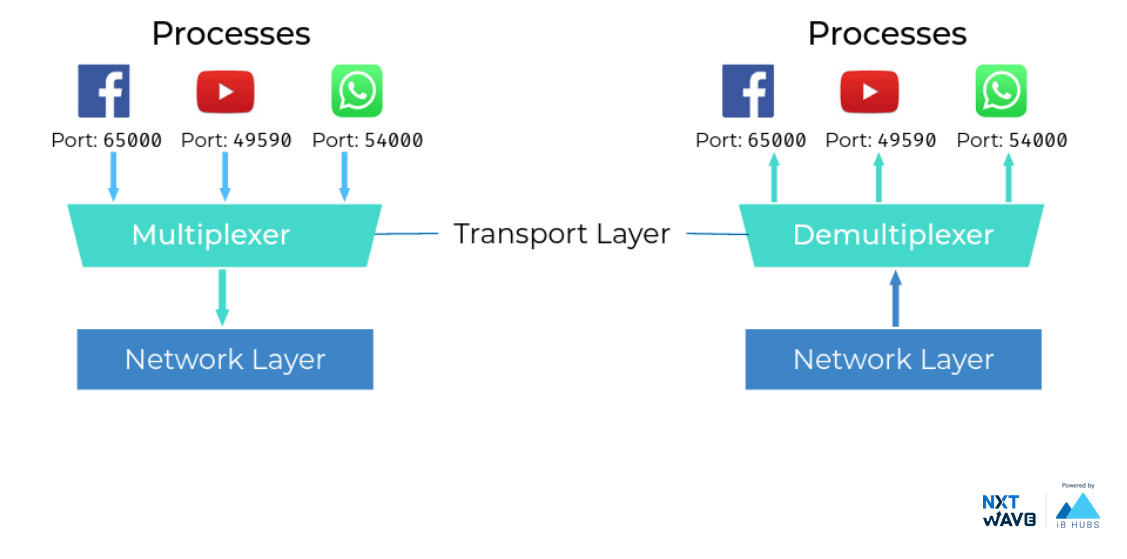 Processes
Processes
Port: 65000 Port: 49590 Port: 54000
Port: 65000 Port: 49590 Port: 54000
Multiplexer
Transport Layer
Demultiplexer
Network Layer
Network Layer
Powered by
NXT
WAVE
iB HUBS